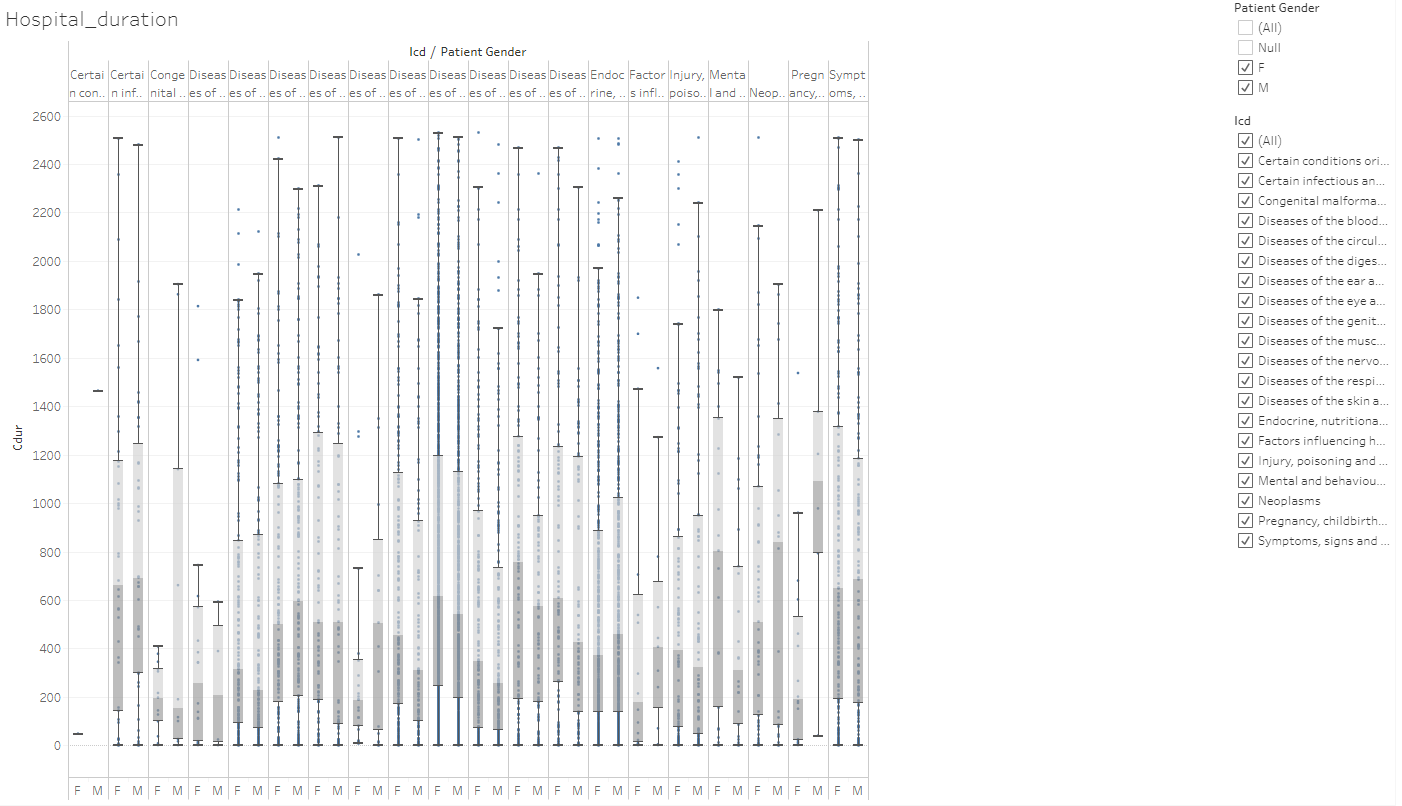 Hospital_duration
Icd / Patient Gender
Certai Certai Conge Diseas Diseas Diseas Diseas Diseas Diseas Diseas Diseas Diseas Diseas Endoc Factor Injury, Menta Pregn Sympt
n con.. n inf.. nital .. es of .. es of .. es of .. es of .. es of .. es of .. es of .. es of .. es of .. es of .. rine, .. s infl.. poiso.. l and .. Neop.. ancy,.. oms, ..
2600
2400
2200
2000
1800
1600
1400
1200
1000
800
600
400
200
0
Cdur
F M F M F M F M F M F M F M F M F M F M F M F M F M F M F M F M F M F M F M F M
Patient Gender
(All)
Null
F
M
Icd
(All)
Certain conditions ori...
Certain infectious an...
Congenital malforma...
Diseases of the blood...
Diseases of the circul...
Diseases of the diges...
Diseases of the ear a...
Diseases of the eye a...
Diseases of the genit...
Diseases of the musc...
Diseases of the nervo...
Diseases of the respi...
Diseases of the skin a...
Endocrine, nutritiona...
Factors influencing h...
Injury, poisoning and ...
Mental and behaviou...
Neoplasms
Pregnancy, childbirth...
Symptoms, signs and ...